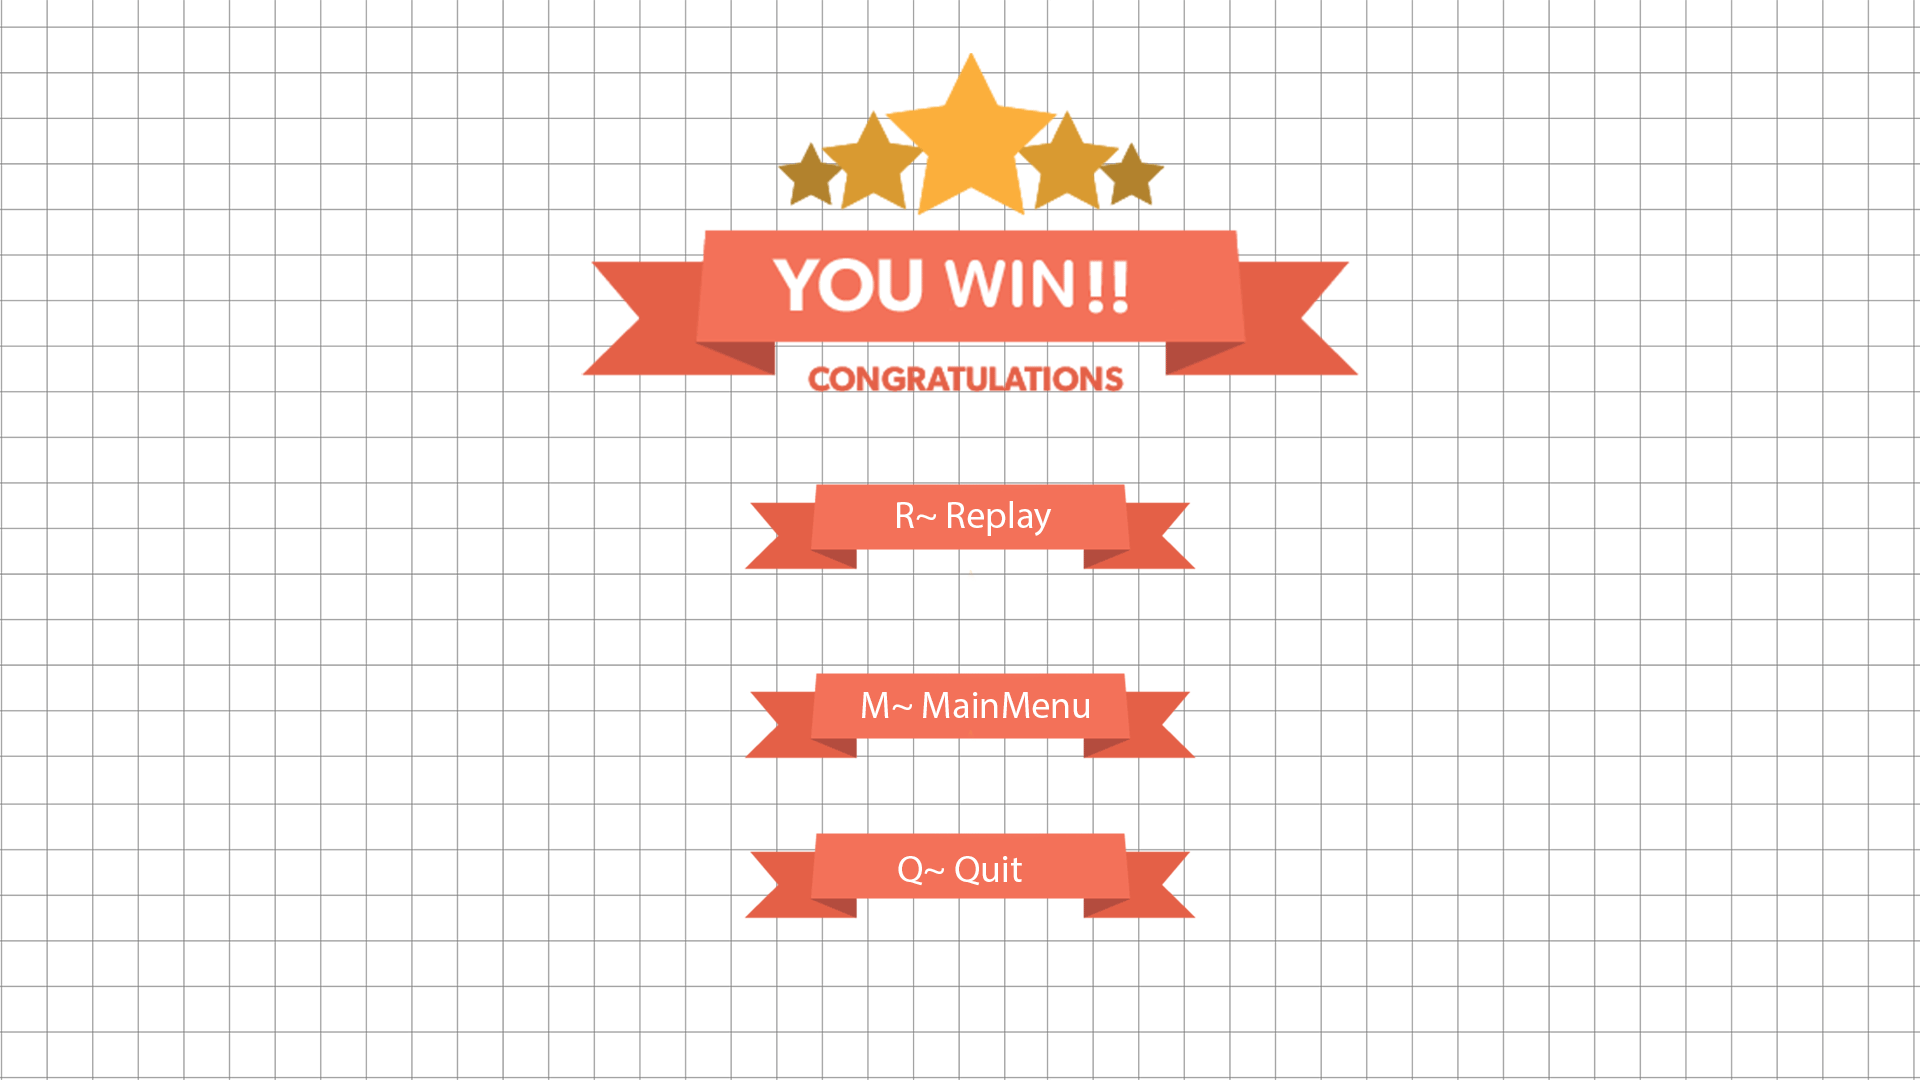 YOU WIN!!
CONGRATULATIONS
R~ Replay
M~ MainMenu
Q~ Quit